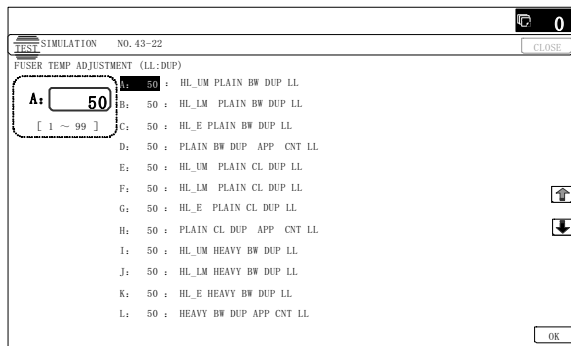 0
TEST SIMULATION NO. 43-22
CLOSE
FUSER TEMP ADJUSTMENT (LL:DUP)
A: 50
[ 1 ～ 99 ]
A: 50 : HL_UM PLAIN BW DUP LL
B: 50 : HL_LM PLAIN BW DUP LL
C: 50 : HL_E PLAIN BW DUP LL
D: 50 : PLAIN BW DUP APP CNT LL
E: 50 : HL_UM PLAIN CL DUP LL
F: 50 : HL_LM PLAIN CL DUP LL
G: 50 : HL_E PLAIN CL DUP LL
H: 50 : PLAIN CL DUP APP CNT LL
I: 50 : HL_UM HEAVY BW DUP LL
J: 50 : HL_LM HEAVY BW DUP LL
K: 50 : HL_E HEAVY BW DUP LL
L: 50 : HEAVY BW DUP APP CNT LL
OK